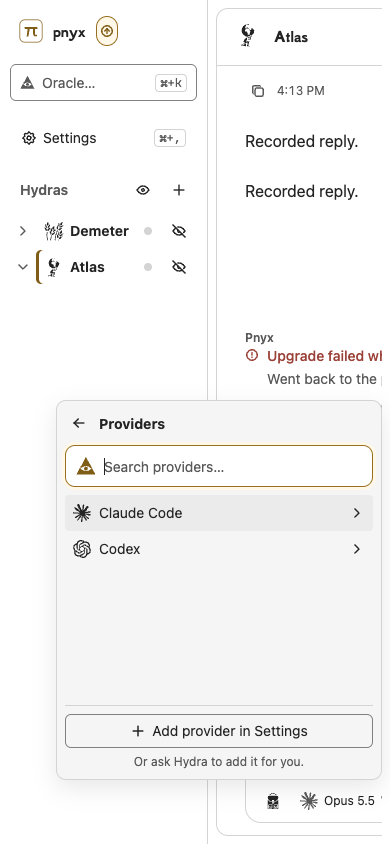 π pnyx
Oracle... ⌘+k
Settings ⌘+,
Hydras
Demeter
Atlas
Atlas
4:13 PM
Recorded reply.
Recorded reply.
Pnyx
Upgrade failed
Went back to the
Providers
Search providers...
Claude Code
Codex
+ Add provider in Settings
Or ask Hydra to add it for you.
Opus 5.5